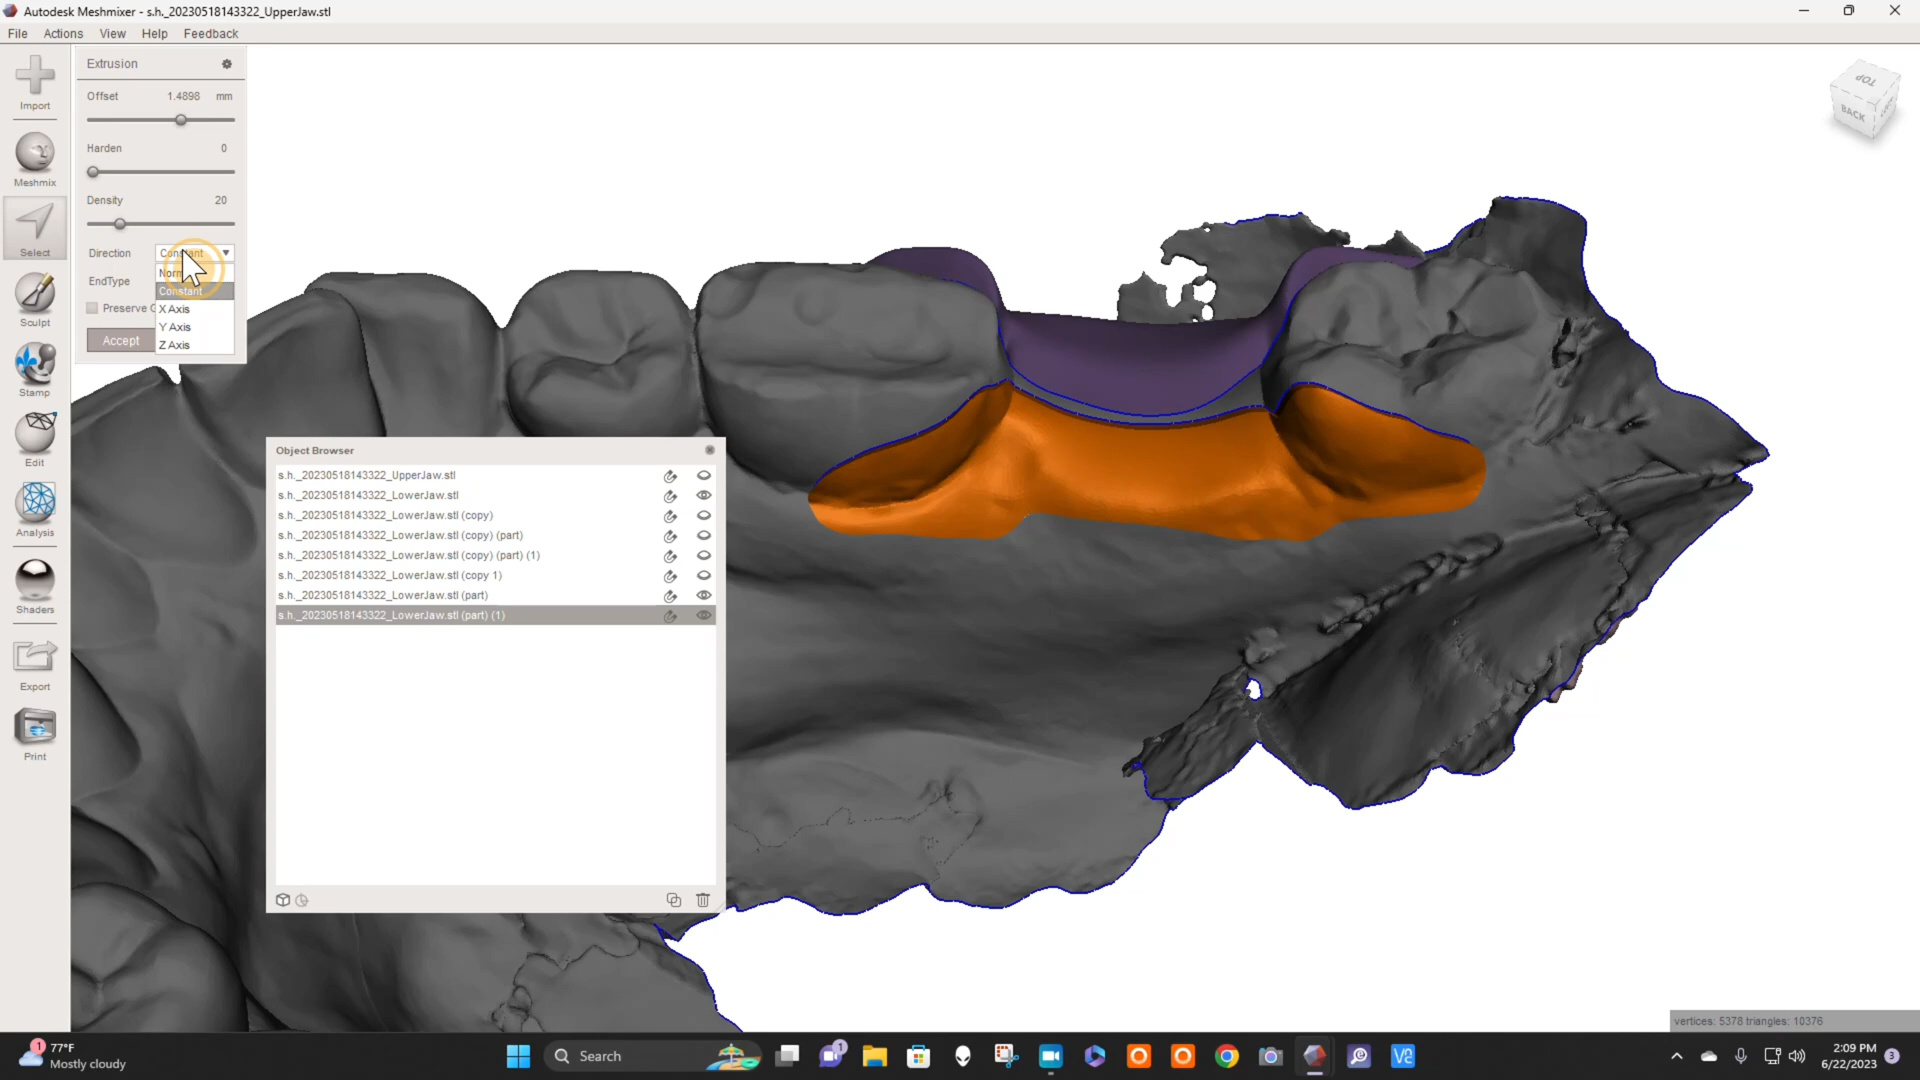 Autodesk Meshmixer - s.h._20230518143322_UpperJaw.stl
File Actions View Help Feedback
Import
Meshmix
Select
Sculpt
Stamp
Edit
Analysis
Shaders
Export
Print
Extrusion
Offset 1.4898 mm
Harden 0
Density 20
Direction Constant
Constant
X Axis
Y Axis
Z Axis
EndType
Preserve
Accept
TOP
BACK
Object Browser
s.h._20230518143322_UpperJaw.stl
s.h._20230518143322_LowerJaw.stl
s.h._20230518143322_LowerJaw.stl (copy)
s.h._20230518143322_LowerJaw.stl (copy) (part)
s.h._20230518143322_LowerJaw.stl (copy) (part) (1)
s.h._20230518143322_LowerJaw.stl (copy 1)
s.h._20230518143322_LowerJaw.stl (part)
s.h._20230518143322_LowerJaw.stl (part) (1)
vertices: 5378 triangles: 10376
1
77°F
Mostly cloudy
Search
1
2:09 PM
6/22/2023
3